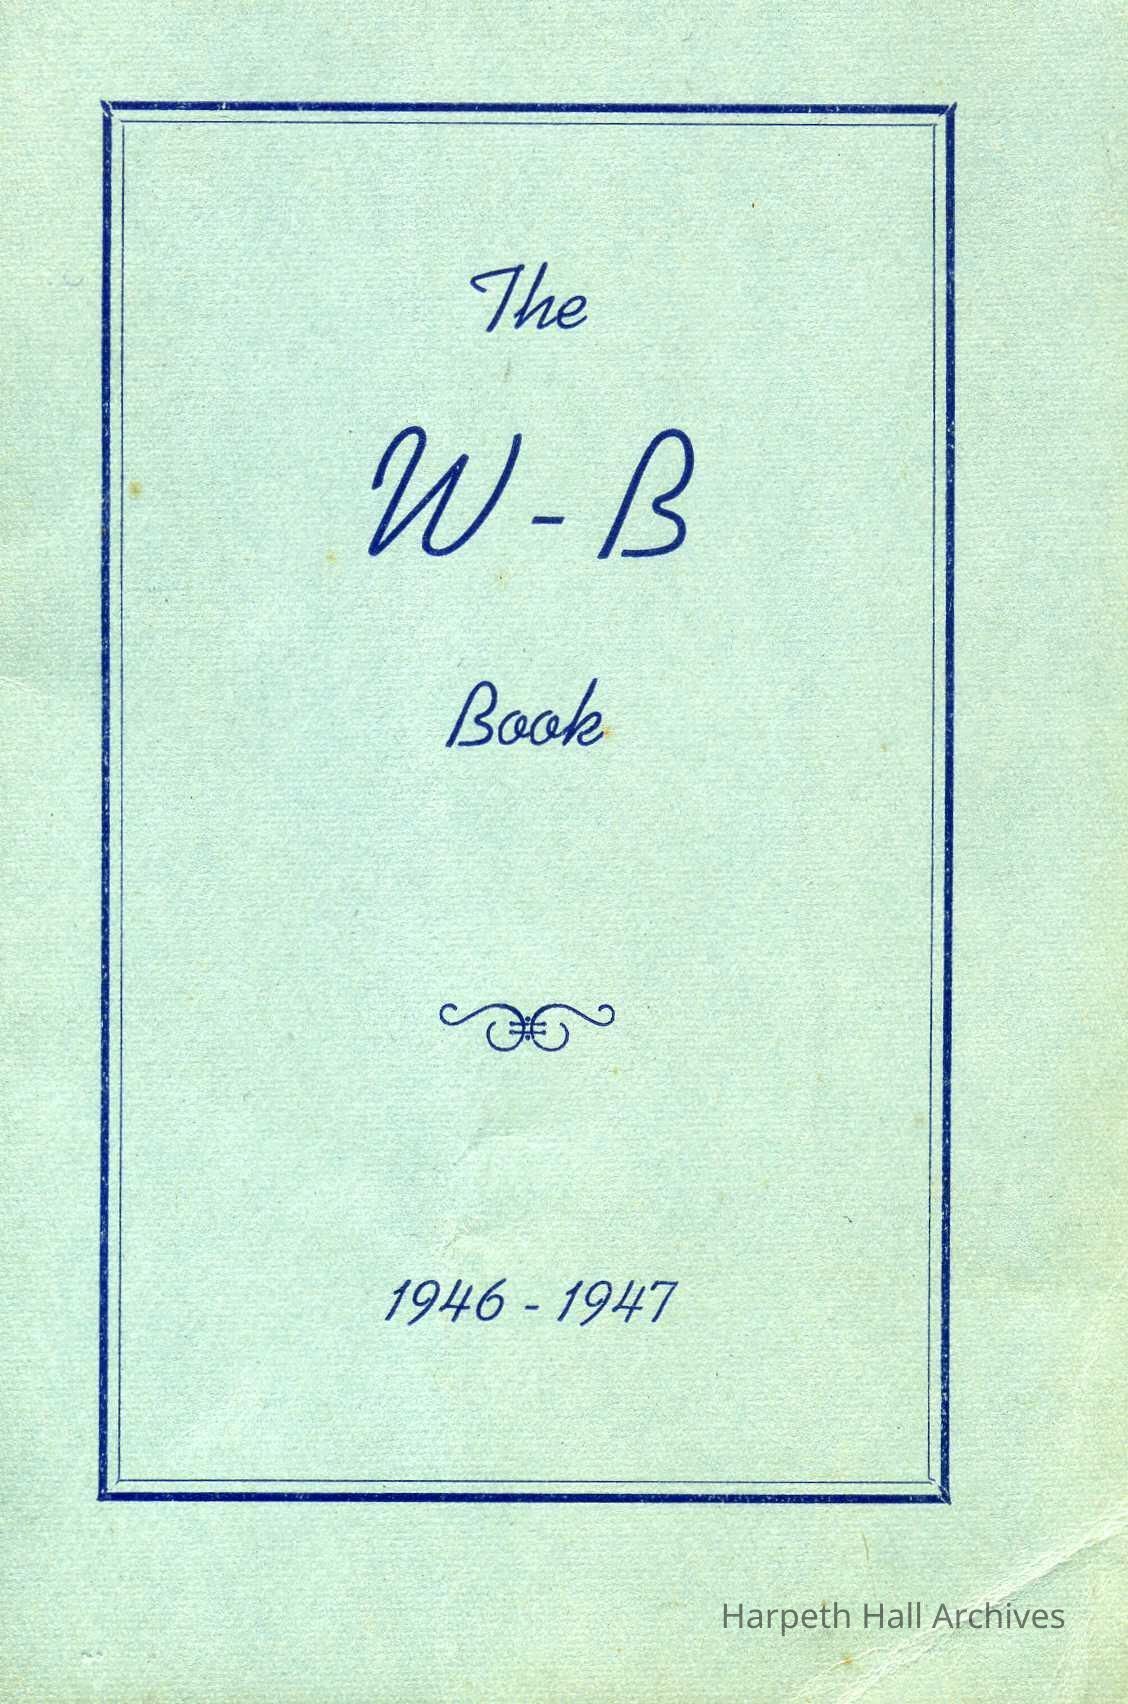 The
W - B
Book
1946 - 1947
Harpeth Hall Archives